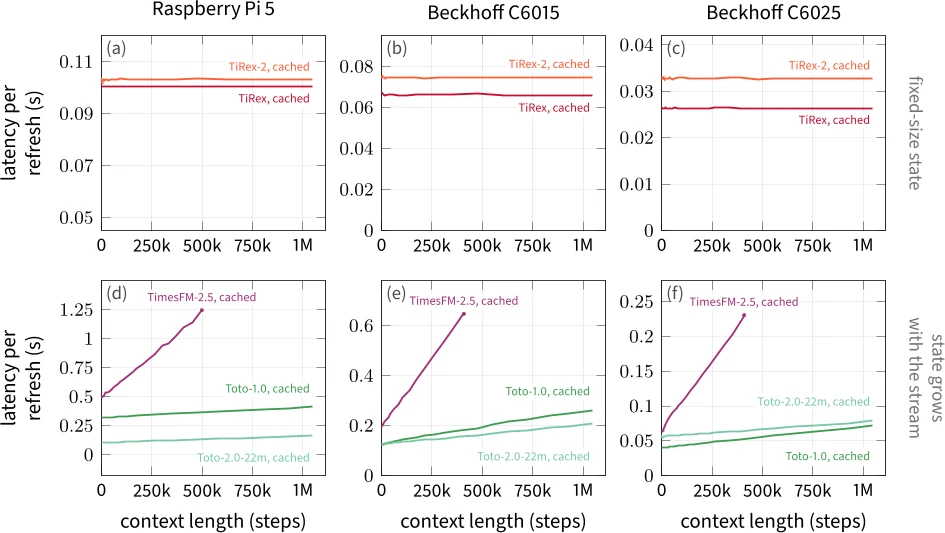 Raspberry Pi 5
Beckhoff C6015
Beckhoff C6025
latency per
refresh (s)
(a)
TiRex-2, cached
TiRex, cached
0.11
0.09
0.07
0.05
0
250k
500k
750k
1M
(b)
TiRex-2, cached
TiRex, cached
0.08
0.06
0.04
0.02
0
0
250k
500k
750k
1M
(c)
TiRex-2, cached
TiRex, cached
0.04
0.03
0.02
0.01
0
0
250k
500k
750k
1M
fixed-size state
latency per
refresh (s)
(d)
TimesFM-2.5, cached
Toto-1.0, cached
Toto-2.0-22m, cached
1.25
1
0.75
0.5
0.25
0
0
250k
500k
750k
1M
context length (steps)
(e)
TimesFM-2.5, cached
Toto-1.0, cached
Toto-2.0-22m, cached
0.6
0.4
0.2
0
0
250k
500k
750k
1M
context length (steps)
(f)
TimesFM-2.5, cached
Toto-2.0-22m, cached
Toto-1.0, cached
0.25
0.2
0.15
0.1
0.05
0
0
250k
500k
750k
1M
context length (steps)
state grows
with the stream